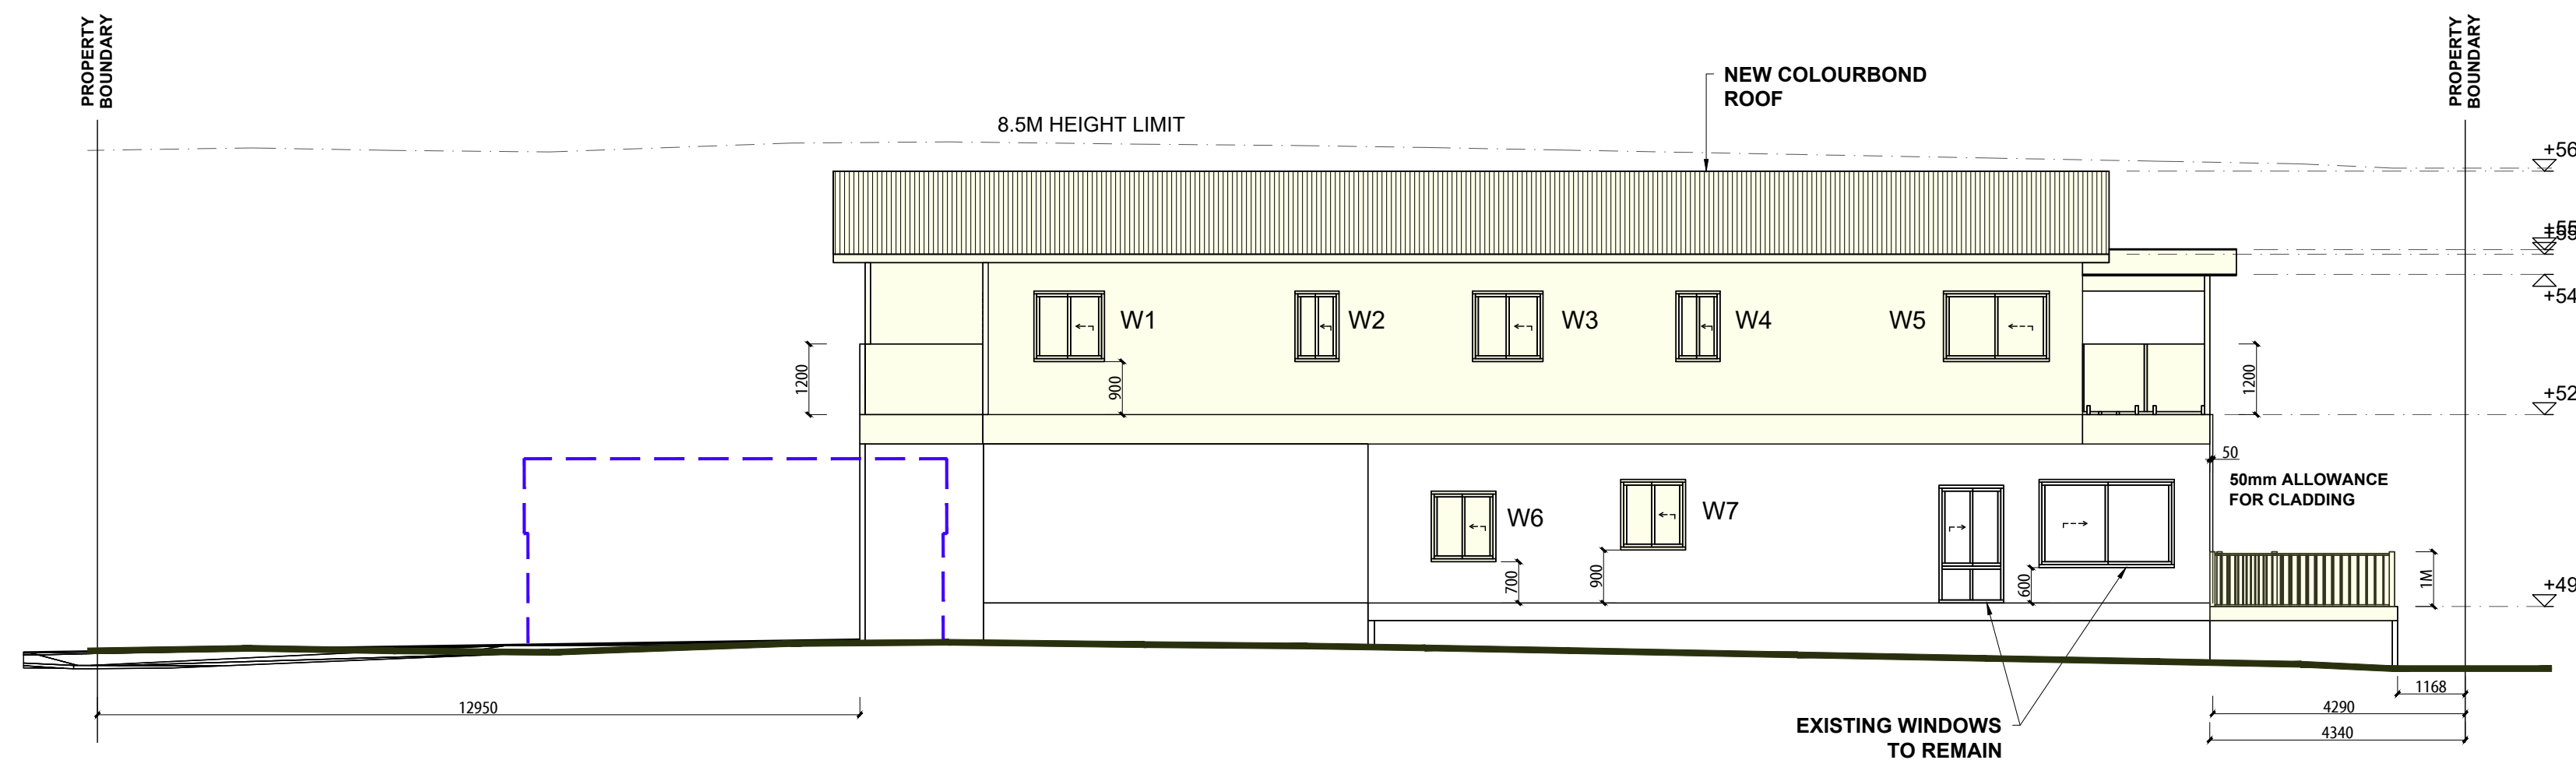 PROPERTY
BOUNDARY
PROPERTY
BOUNDARY
NEW COLOURBOND
ROOF
8.5M HEIGHT LIMIT
+56
+55
+54
W1
W2
W3
W4
W5
1200
900
1200
+52
50
50mm ALLOWANCE
FOR CLADDING
W6
W7
700
900
600
1M
+49
12950
1168
4290
4340
EXISTING WINDOWS
TO REMAIN